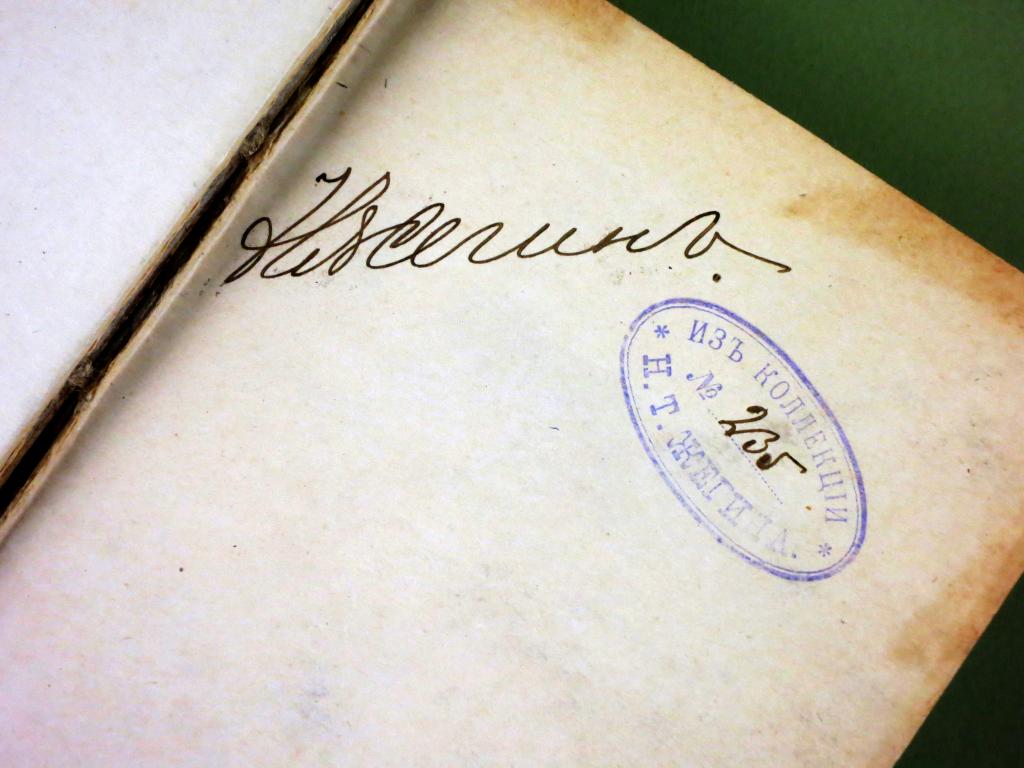 Н Жегинъ.
ИЗЪ КОЛЛЕКЦІИ
№ 235
Н. Т. ЖЕГИНА.